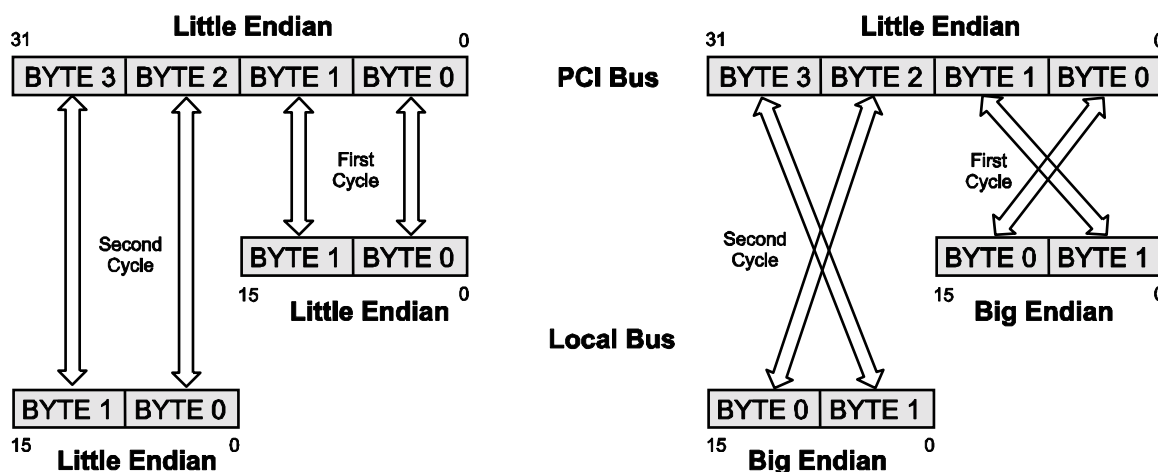 Little Endian
31 0
BYTE 3 BYTE 2 BYTE 1 BYTE 0
First
Cycle
Second
Cycle
BYTE 1 BYTE 0
15 0
Little Endian
BYTE 1 BYTE 0
15 0
Little Endian
PCI Bus
Local Bus
Little Endian
31 0
BYTE 3 BYTE 2 BYTE 1 BYTE 0
First
Cycle
Second
Cycle
BYTE 0 BYTE 1
15 0
Big Endian
BYTE 0 BYTE 1
15 0
Big Endian